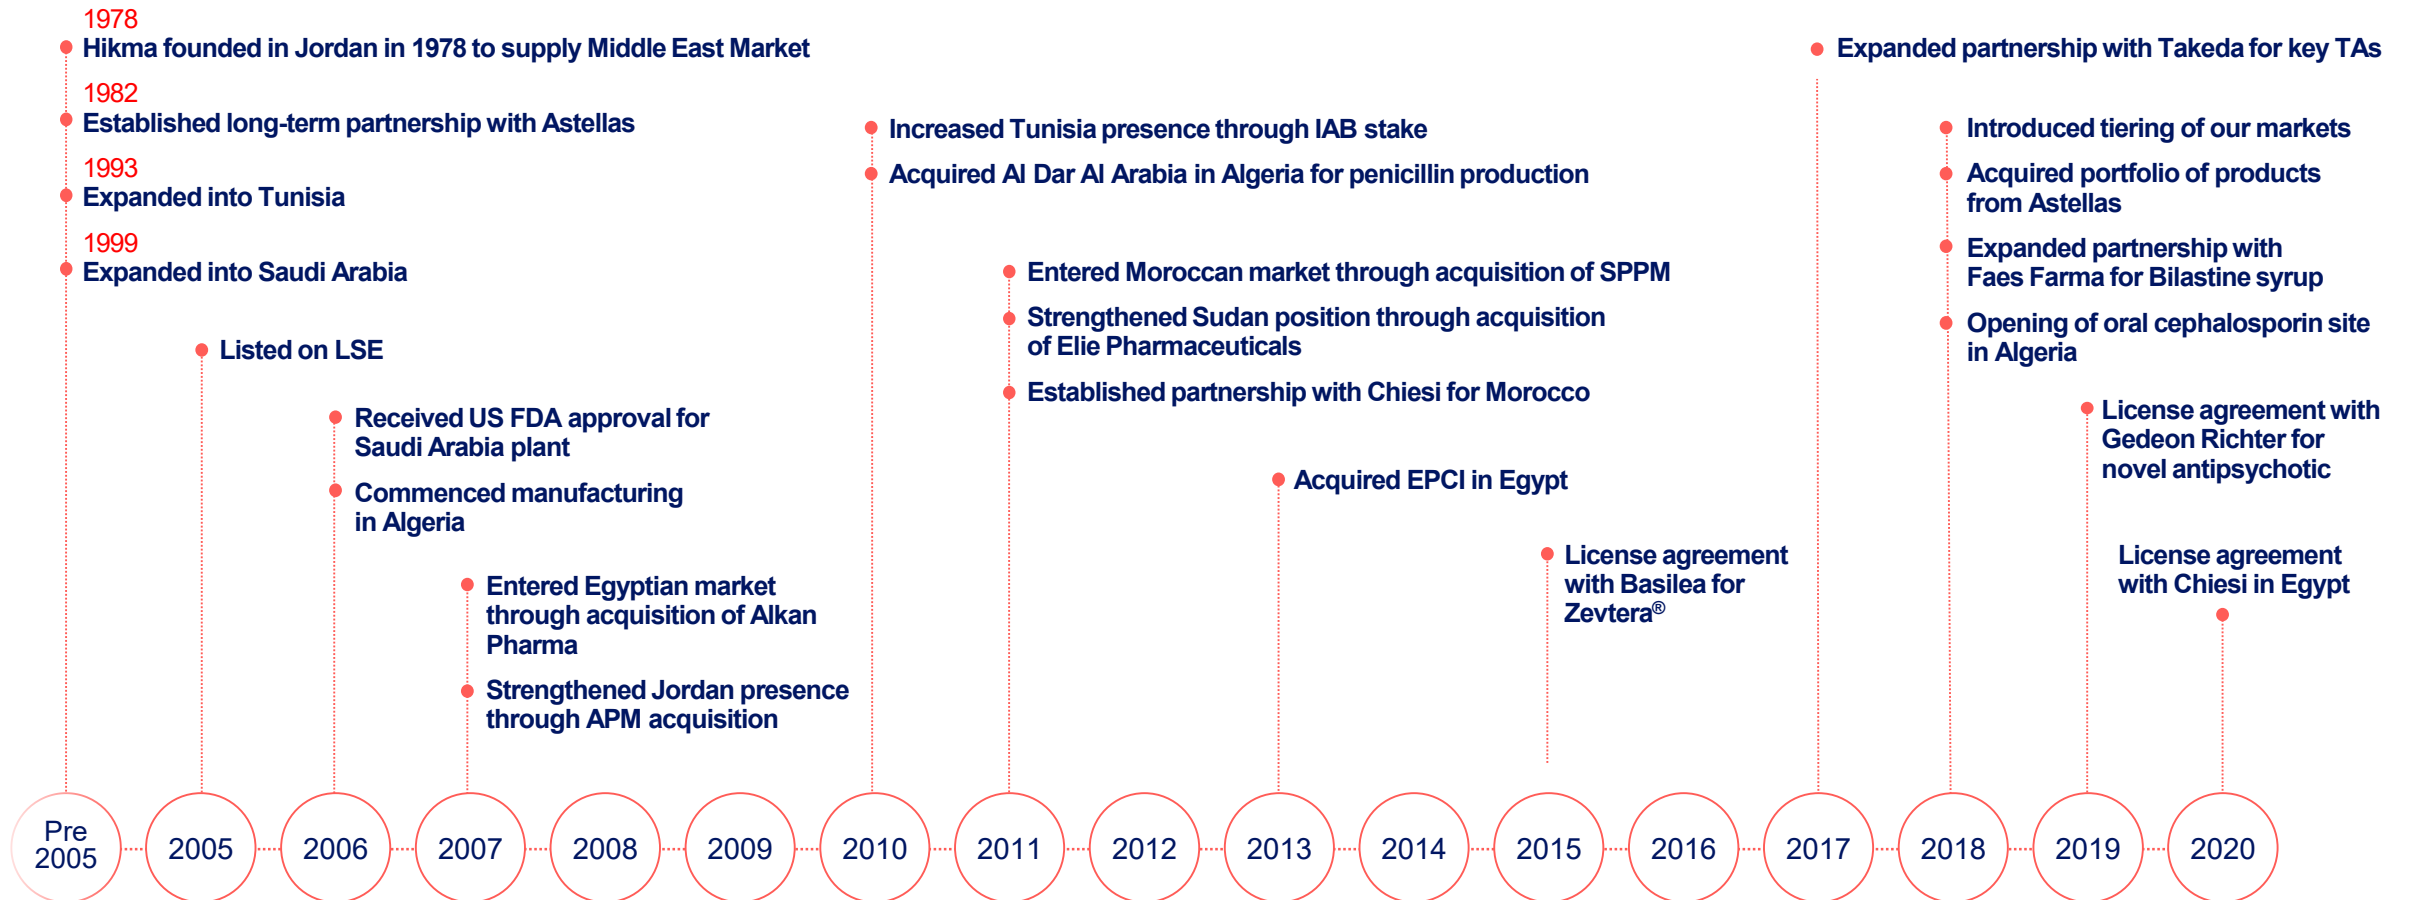 1978
Hikma founded in Jordan in 1978 to supply Middle East Market
1982
Established long-term partnership with Astellas
1993
Expanded into Tunisia
1999
Expanded into Saudi Arabia
Listed on LSE
Received US FDA approval for
Saudi Arabia plant
Commenced manufacturing
in Algeria
Entered Egyptian market
through acquisition of Alkan
Pharma
Strengthened Jordan presence
through APM acquisition
Increased Tunisia presence through IAB stake
Acquired Al Dar Al Arabia in Algeria for penicillin production
Entered Moroccan market through acquisition of SPPM
Strengthened Sudan position through acquisition
of Elie Pharmaceuticals
Established partnership with Chiesi for Morocco
Acquired EPCI in Egypt
License agreement
with Basilea for
Zevtera®
Expanded partnership with Takeda for key TAs
Introduced tiering of our markets
Acquired portfolio of products
from Astellas
Expanded partnership with
Faes Farma for Bilastine syrup
Opening of oral cephalosporin site
in Algeria
License agreement with
Gedeon Richter for
novel antipsychotic
License agreement
with Chiesi in Egypt
Pre
2005
2005
2006
2007
2008
2009
2010
2011
2012
2013
2014
2015
2016
2017
2018
2019
2020